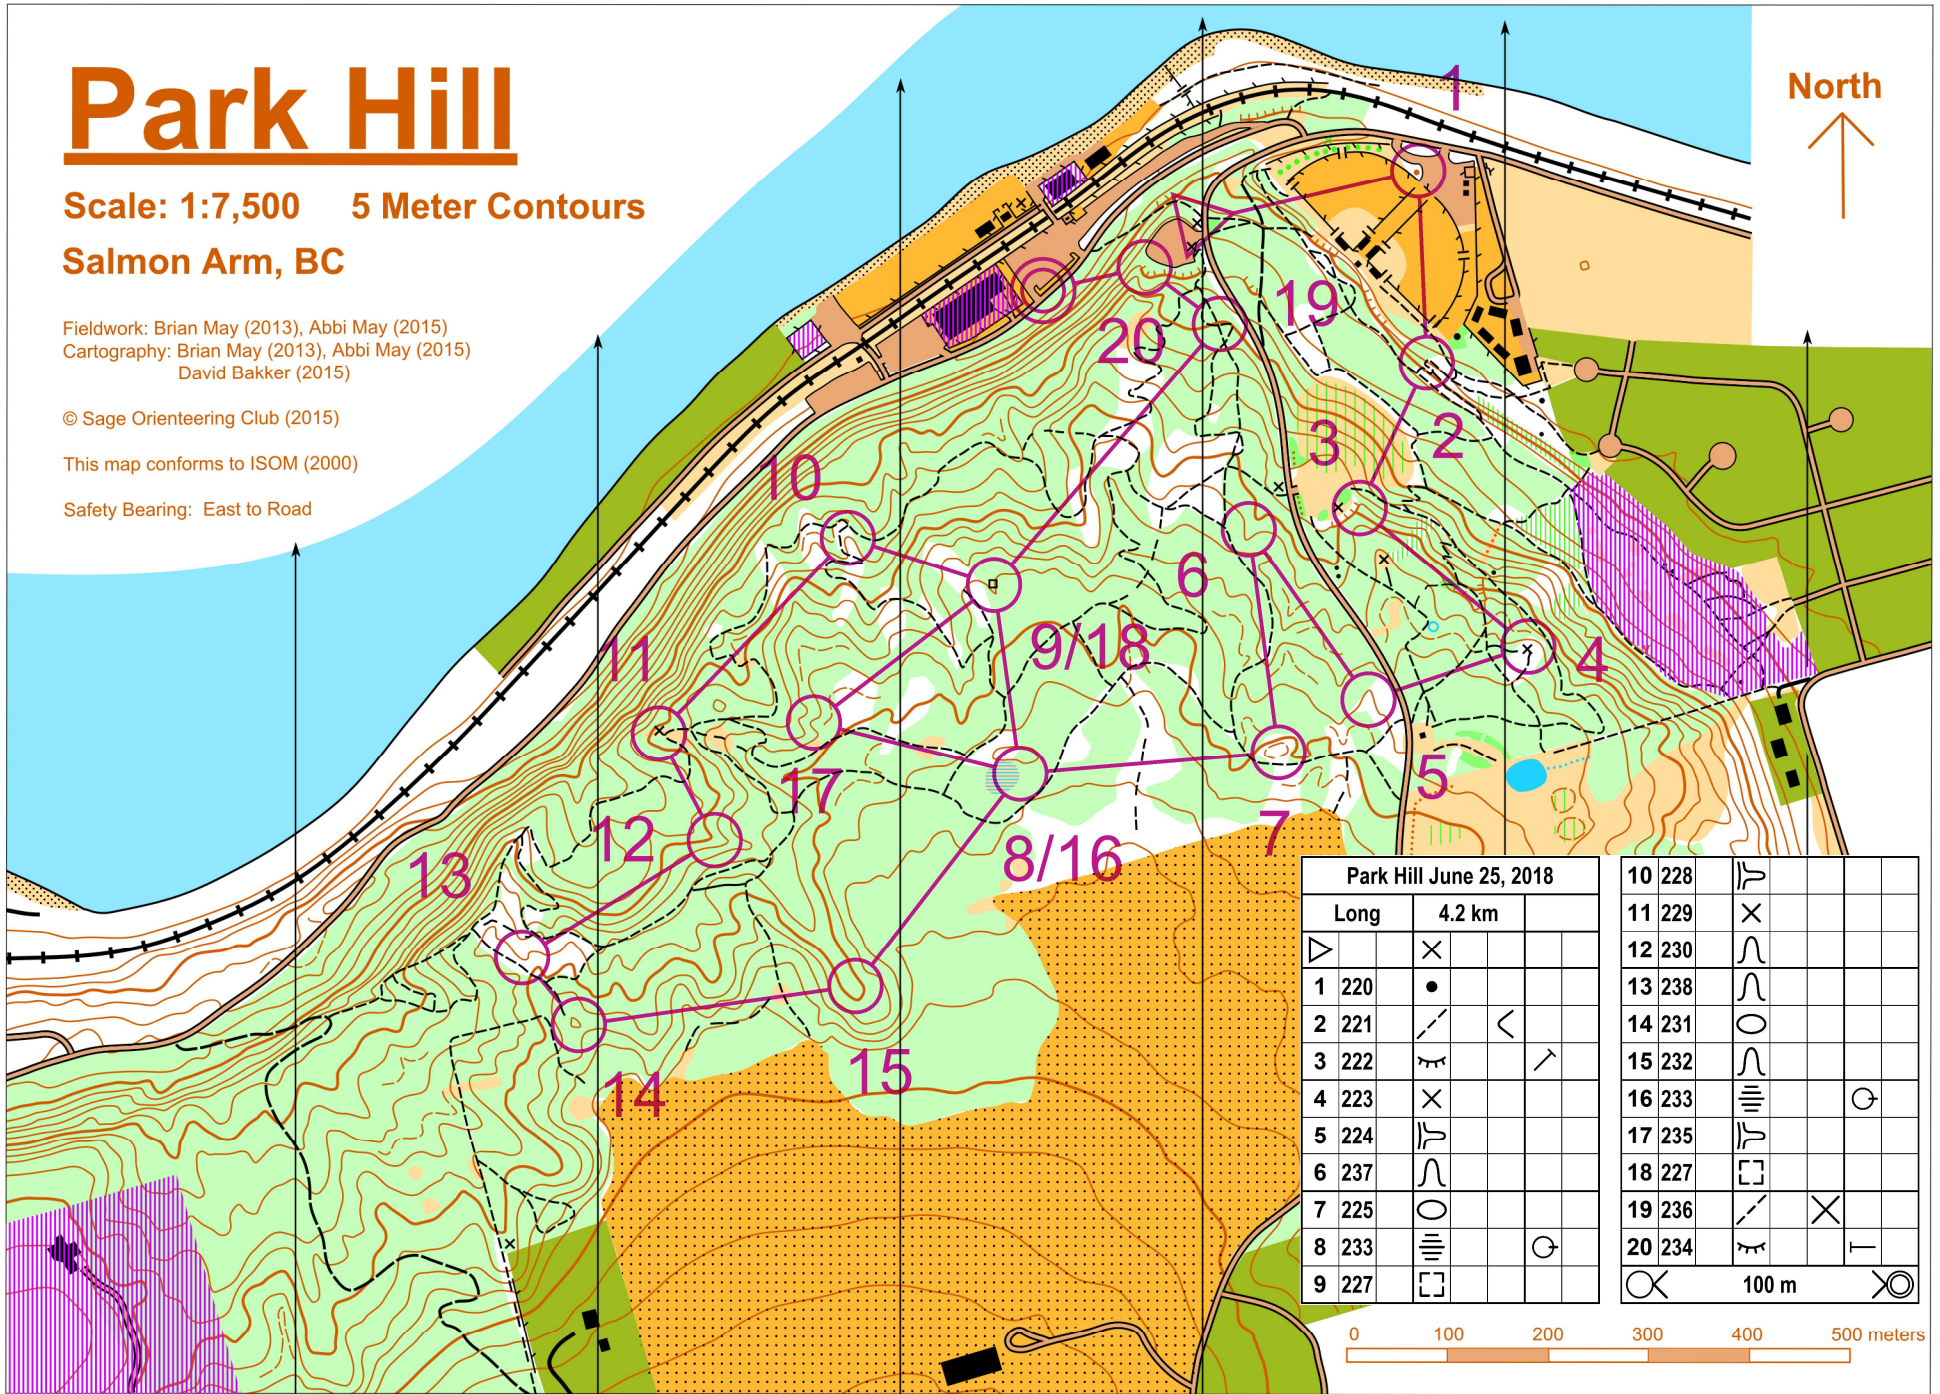 Park Hill
Scale: 1:7,500 5 Meter Contours
Salmon Arm, BC
Fieldwork: Brian May (2013), Abbi May (2015)
Cartography: Brian May (2013), Abbi May (2015)
David Bakker (2015)
© Sage Orienteering Club (2015)
This map conforms to ISOM (2000)
Safety Bearing: East to Road
North
1
19
20
3
2
10
6
9/18
4
11
17
5
12
7
8/16
13
15
14
Park Hill June 25, 2018
Long 4.2 km
1 220
2 221
3 222
4 223
5 224
6 237
7 225
8 233
9 227
10 228
11 229
12 230
13 238
14 231
15 232
16 233
17 235
18 227
19 236
20 234
100 m
0 100 200 300 400 500 meters